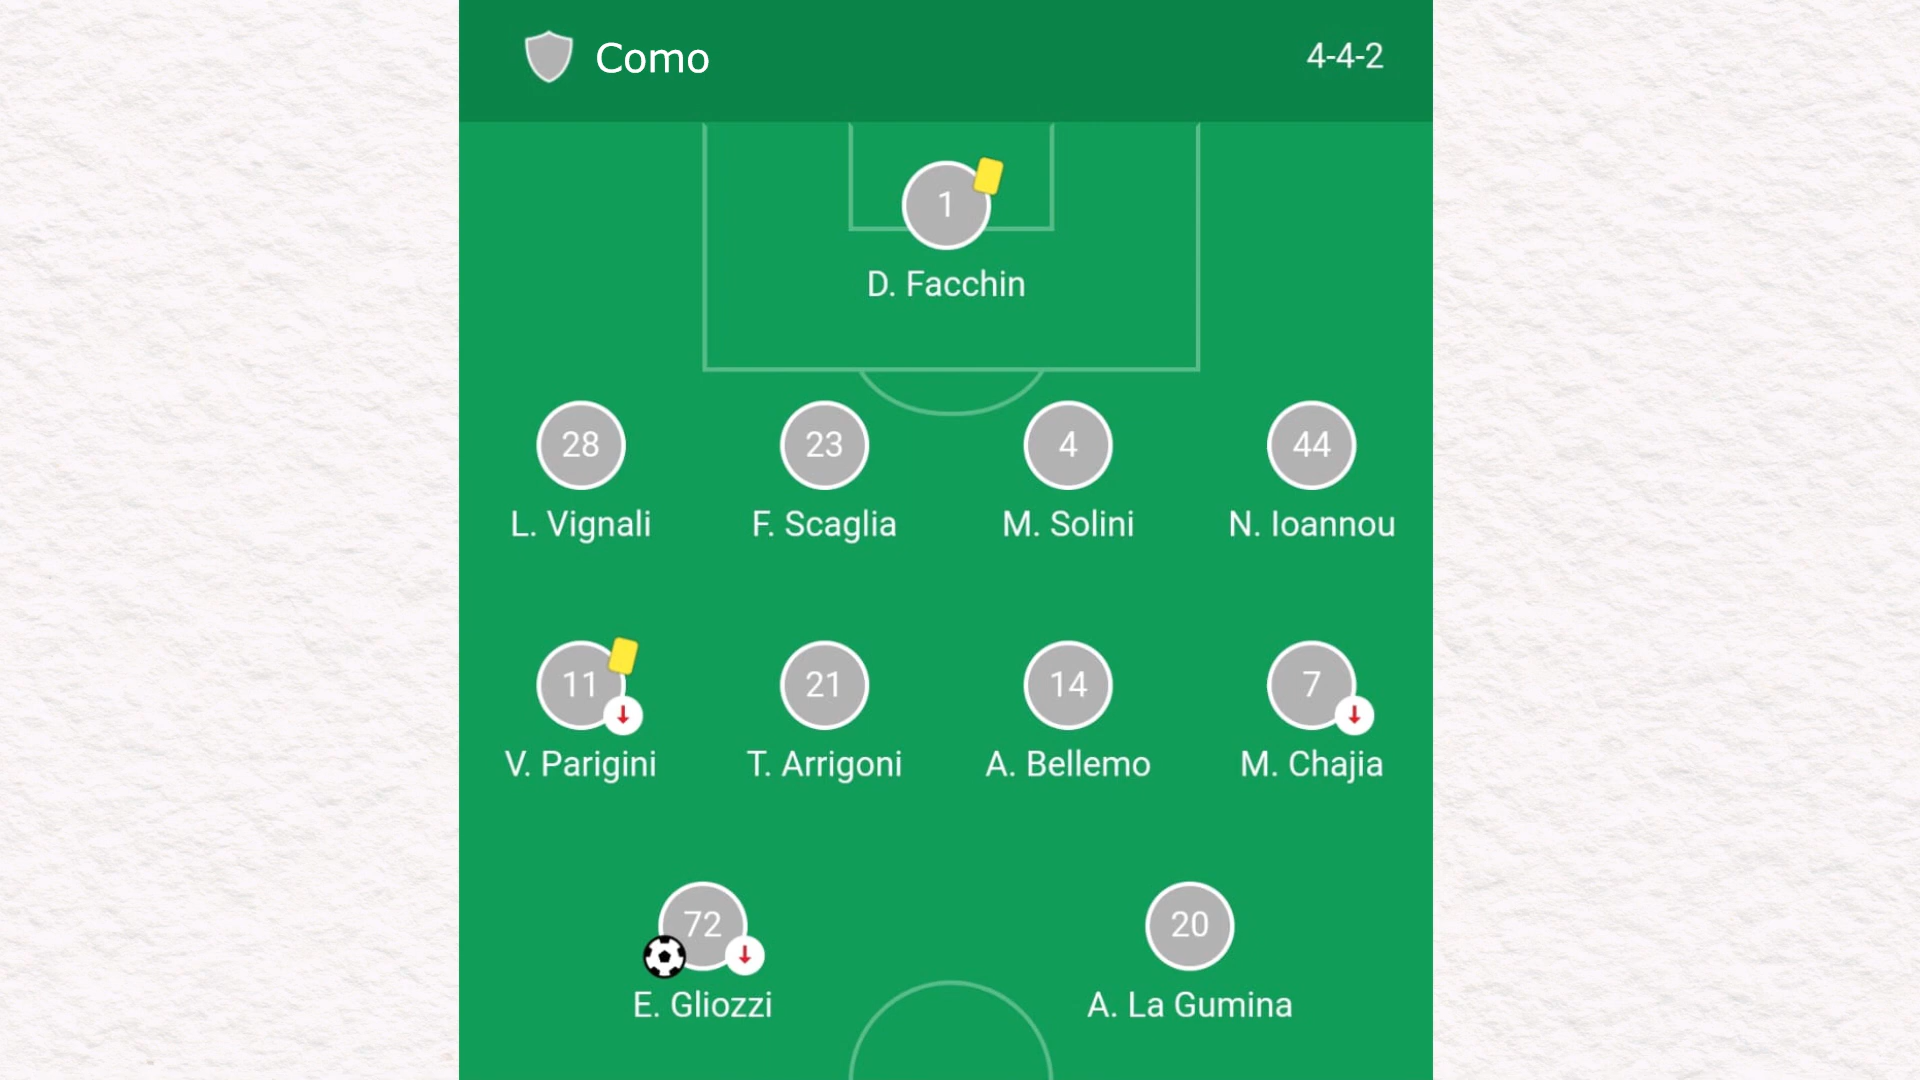 Como
4-4-2
1
D. Facchin
28 23 4 44
L. Vignali F. Scaglia M. Solini N. Ioannou
11 21 14 7
V. Parigini T. Arrigoni A. Bellemo M. Chajia
72 20
E. Gliozzi A. La Gumina